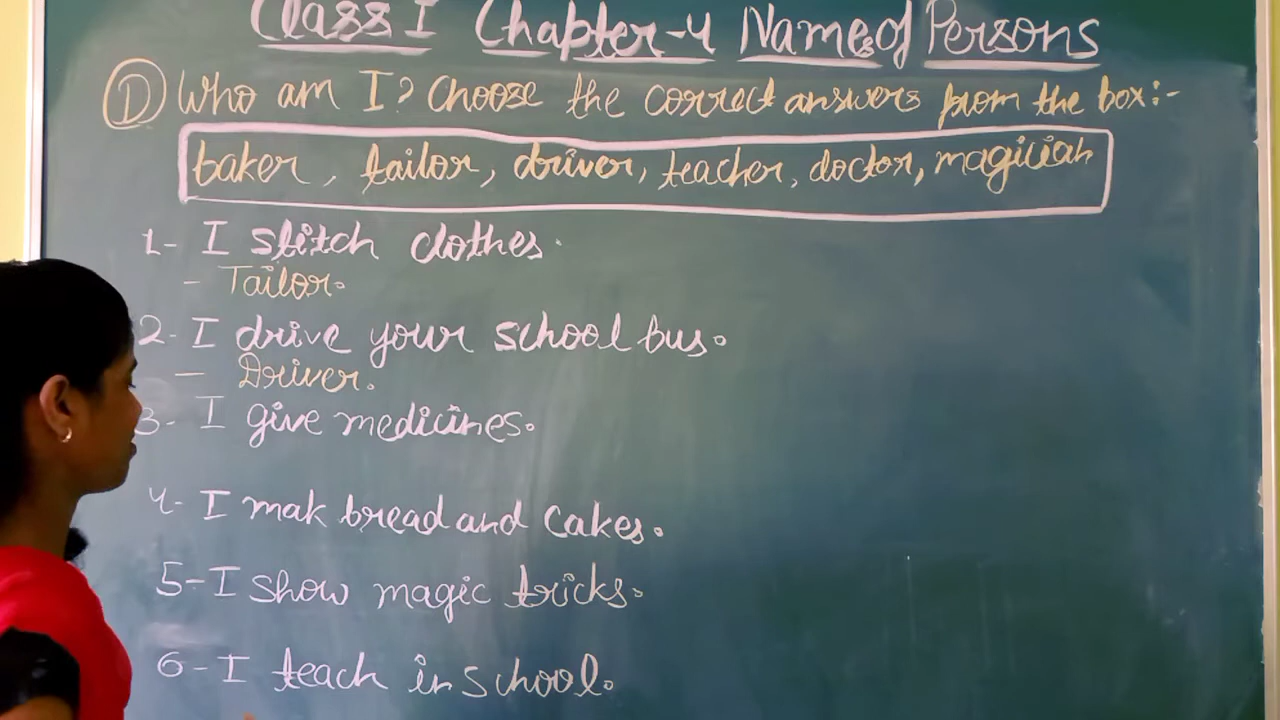 Class I Chapter-4 Names of Persons
① Who am I? Choose the correct answers from the box:-
baker, tailor, driver, teacher, doctor, magician
1- I stitch clothes.
- Tailor.
2- I drive your school bus.
- Driver.
3- I give medicines.
4- I mak bread and cakes.
5- I show magic tricks.
6- I teach in school.